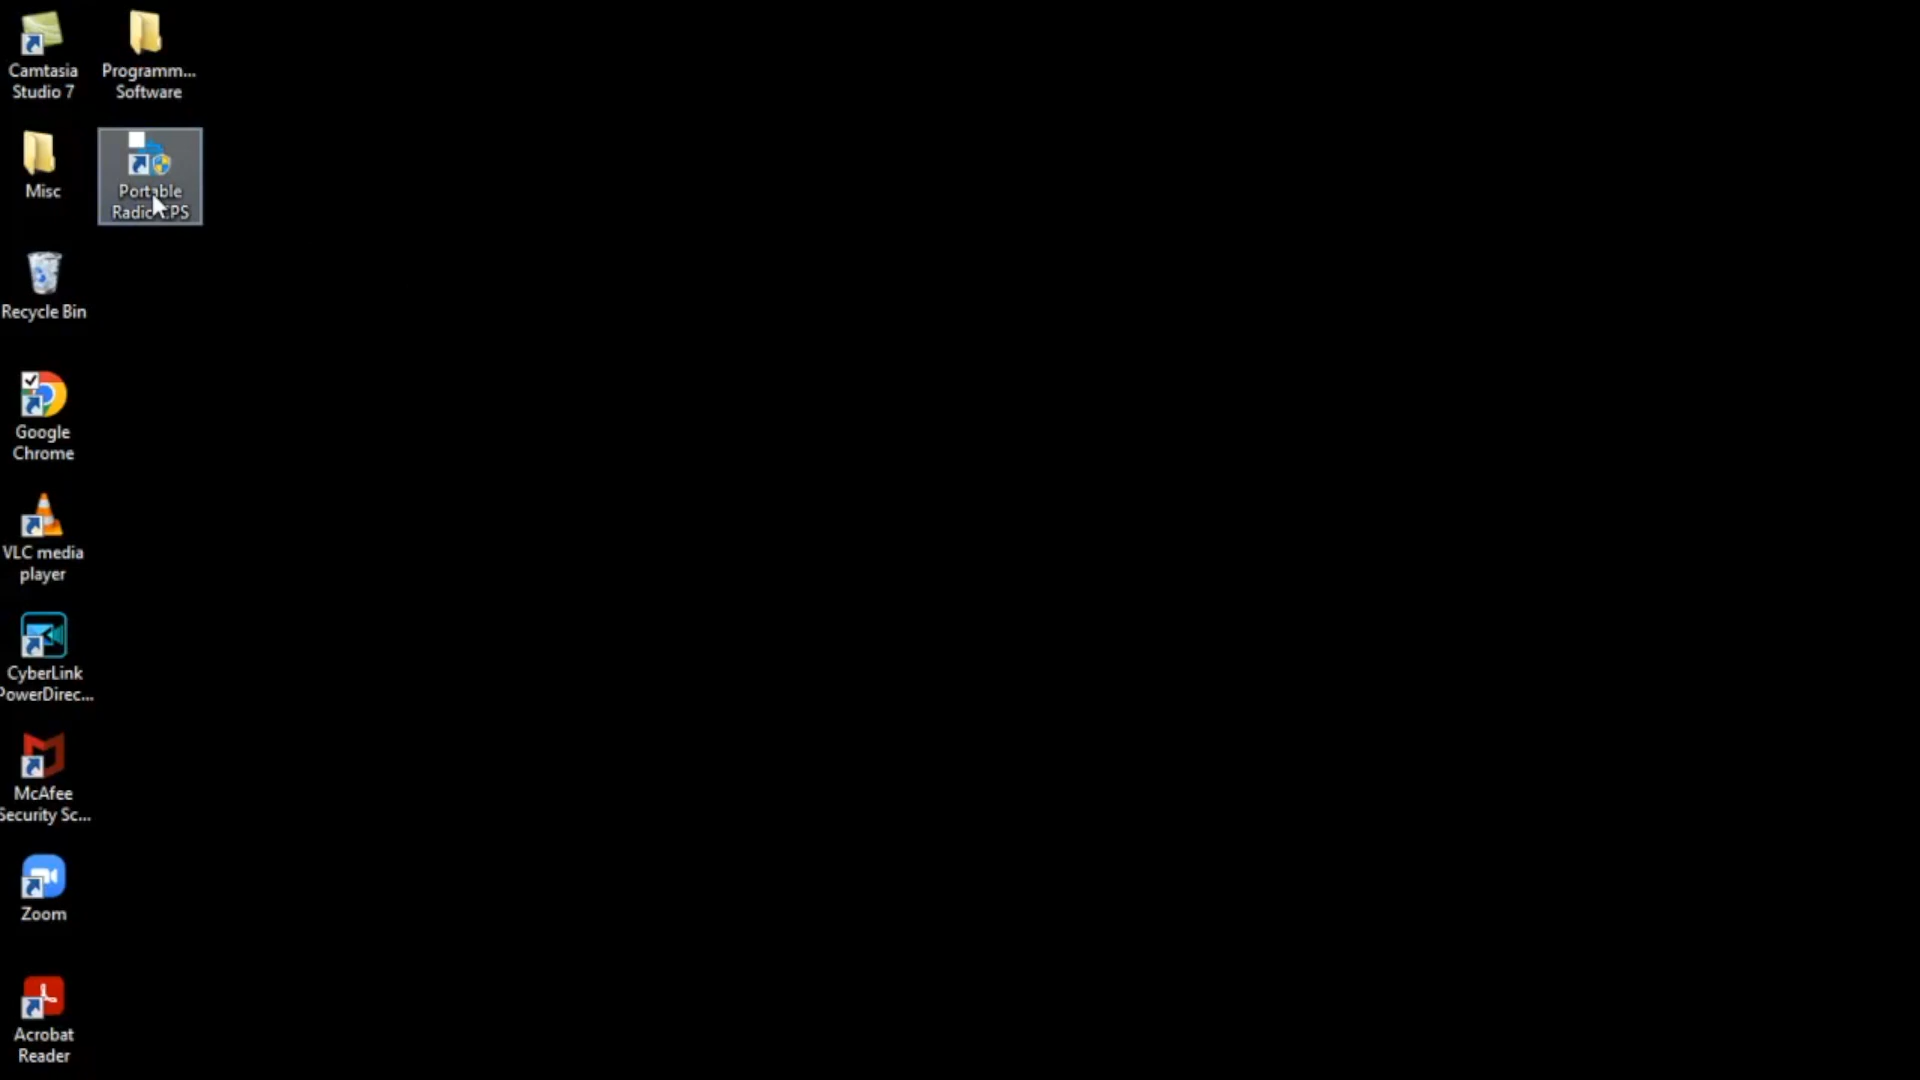 Camtasia
Studio 7
Programm...
Software
Misc
Portable
Recycle Bin
Google
Chrome
VLC media
player
CyberLink
PowerDirec...
McAfee
Security Sc...
Zoom
Acrobat
Reader